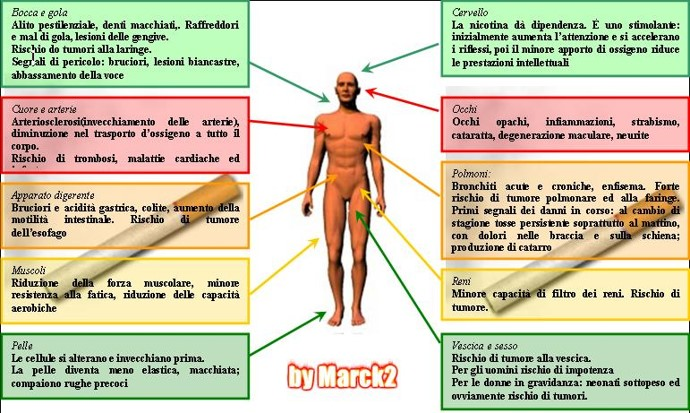 Bocca e gola
Alito pestilenziale, denti macchiati,. Raffreddori
e mal di gola, lesioni delle gengive.
Rischio do tumori alla laringe.
Segnali di pericolo: bruciori, lesioni biancastre,
abbassamento della voce
Cuore e arterie
Arteriosclerosi(invecchiamento delle arterie),
diminuzione nel trasporto d'ossigeno a tutto il
corpo.
Rischio di trombosi, malattie cardiache ed
Apparato digerente
Bruciori e acidità gastrica, colite, aumento della
motilità intestinale. Rischio di tumore
dell'esofago
Muscoli
Riduzione della forza muscolare, minore
resistenza alla fatica, riduzione delle capacità
aerobiche
Pelle
Le cellule si alterano e invecchiano prima.
La pelle diventa meno elastica, macchiata;
compaiono rughe precoci
Cervello
La nicotina dà dipendenza. È uno stimolante:
inizialmente aumenta l'attenzione e si accelerano
i riflessi, poi il minore apporto di ossigeno riduce
le prestazioni intellettuali
Occhi
Occhi opachi, infiammazioni, strabismo,
cataratta, degenerazione maculare, neurite
Polmoni:
Bronchiti acute e croniche, enfisema. Forte
rischio di tumore polmonare ed alla faringe.
Primi segnali dei danni in corso: al cambio di
stagione tosse persistente soprattutto al mattino,
con dolori nelle braccia e sulla schiena;
produzione di catarro
Reni
Minore capacità di filtro dei reni. Rischio di
tumore.
Vescica e sesso
Rischio di tumore alla vescica.
Per gli uomini rischio di impotenza
Per le donne in gravidanza: neonati sottopeso ed
ovviamente rischio di tumori.
by Marck2